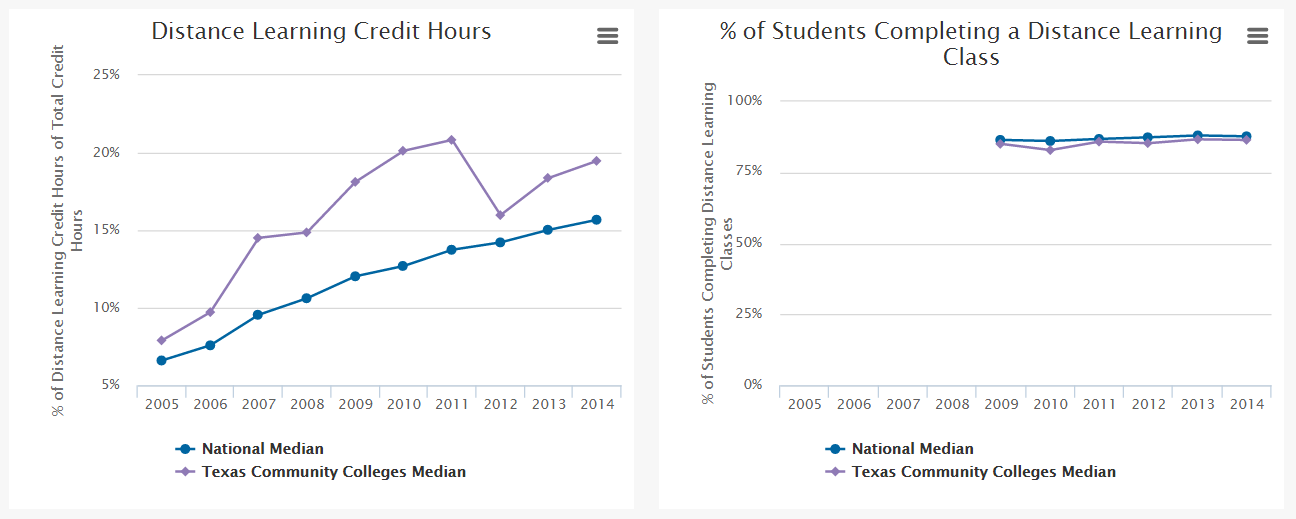 Distance Learning Credit Hours
% of Distance Learning Credit Hours of Total Credit
Hours
25%
20%
15%
10%
5%
2005 2006 2007 2008 2009 2010 2011 2012 2013 2014
National Median
Texas Community Colleges Median
% of Students Completing a Distance Learning
Class
% of Students Completing Distance Learning
Classes
100%
75%
50%
25%
0%
2005 2006 2007 2008 2009 2010 2011 2012 2013 2014
National Median
Texas Community Colleges Median